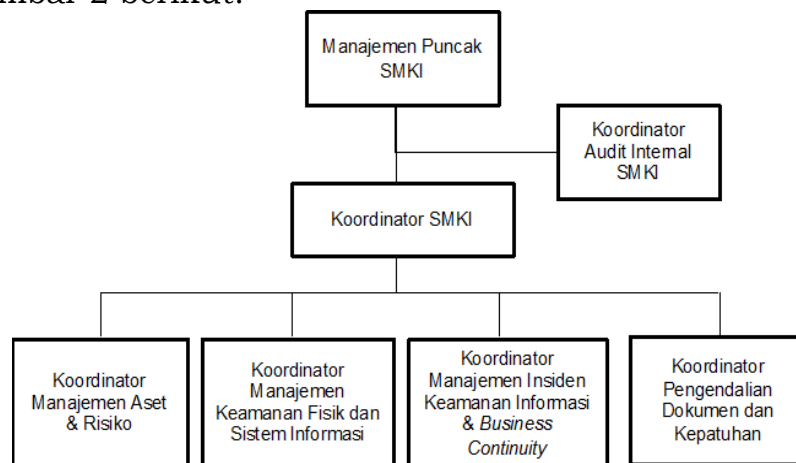 2 berikut.
Manajemen Puncak
SMKI
Koordinator
Audit Internal
SMKI
Koordinator SMKI
Koordinator
Manajemen Aset
& Risiko
Koordinator
Manajemen
Keamanan Fisik dan
Sistem Informasi
Koordinator
Manajemen Insiden
Keamanan Informasi
& Business
Continuity
Koordinator
Pengendalian
Dokumen dan
Kepatuhan